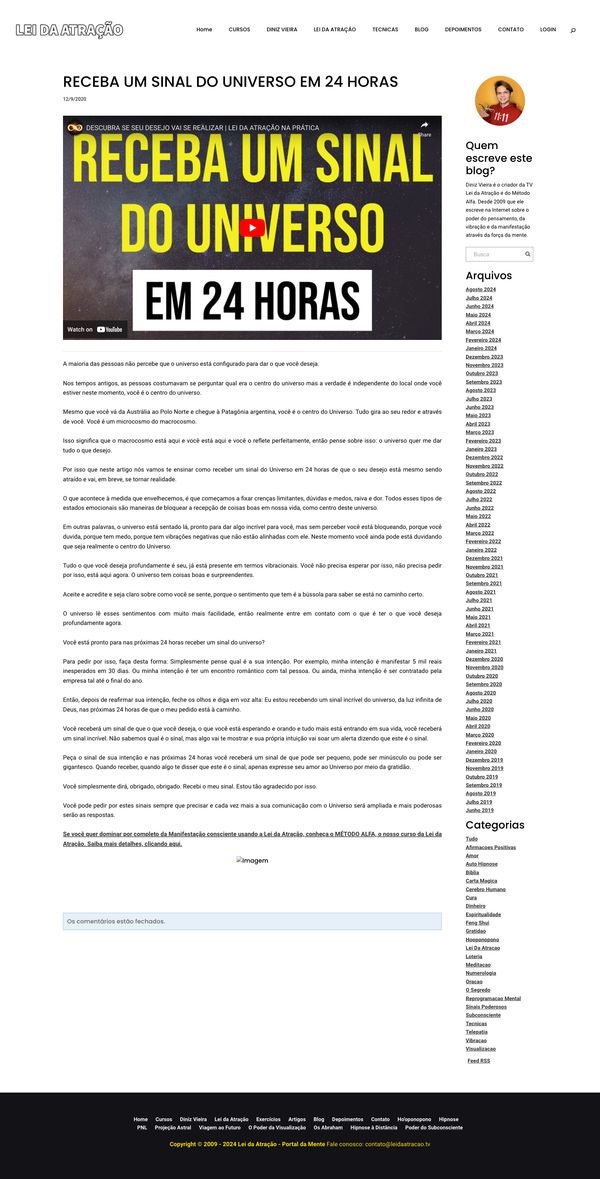 LEI DA ATRAÇÃO
Home CURSOS DINIZ VIEIRA LEI DA ATRAÇÃO TECNICAS BLOG DEPOIMENTOS CONTATO LOGIN
RECEBA UM SINAL DO UNIVERSO EM 24 HORAS
12/9/2020
DESCUBRA SE SEU DESEJO VAI SE REALIZAR | LEI DA ATRAÇÃO NA PRÁTICA
Share
RECEBA UM SINAL
DO UNIVERSO
EM 24 HORAS
Watch on YouTube
A maioria das pessoas não percebe que o universo está configurado para dar o que você deseja.
Nos tempos antigos, as pessoas costumavam se perguntar qual era o centro do universo mas a verdade é independente do local onde você
estiver neste momento, você é o centro do universo.
Mesmo que você vá da Austrália ao Polo Norte e chegue à Patagônia argentina, você é o centro do Universo. Tudo gira ao seu redor e através
de você. Você é um microcosmo do macrocosmo.
Isso significa que o macrocosmo está aqui e você está aqui e você o reflete perfeitamente, então pense sobre isso: o universo quer me dar
tudo o que desejo.
Por isso que neste artigo nós vamos te ensinar como receber um sinal do Universo em 24 horas de que o seu desejo está mesmo sendo
atraído e vai, em breve, se tornar realidade.
O que acontece à medida que envelhecemos, é que começamos a fixar crenças limitantes, dúvidas e medos, raiva e dor. Todos esses tipos de
estados emocionais são maneiras de bloquear a recepção de coisas boas em nossa vida, como centro deste universo.
Em outras palavras, o universo está sentado lá, pronto para dar algo incrível para você, mas sem perceber você está bloqueando, porque você
duvida, porque tem medo, porque tem vibrações negativas que não estão alinhadas com ele. Neste momento você ainda pode está duvidando
que seja realmente o centro do Universo.
Tudo o que você deseja profundamente é seu, já está presente em termos vibracionais. Você não precisa esperar por isso, não precisa pedir
por isso, está aqui agora. O universo tem coisas boas e surpreendentes.
Aceite e acredite e seja claro sobre como você se sente, porque o sentimento que tem é a bússola para saber se está no caminho certo.
O universo lê esses sentimentos com muito mais facilidade, então realmente entre em contato com o que é ter o que você deseja
profundamente agora.
Você está pronto para nas próximas 24 horas receber um sinal do universo?
Para pedir por isso, faça desta forma: Simplesmente pense qual é a sua intenção. Por exemplo, minha intenção é manifestar 5 mil reais
inesperados em 30 dias. Ou minha intenção é ter um encontro romântico com tal pessoa. Ou ainda, minha intenção é ser contratado pela
empresa tal até o final do ano.
Então, depois de reafirmar sua intenção, feche os olhos e diga em voz alta: Eu estou recebendo um sinal incrível do universo, da luz infinita de
Deus, nas próximas 24 horas de que o meu pedido está à caminho.
Você receberá um sinal de que o que você deseja, o que você está esperando e orando e tudo mais está entrando em sua vida, você receberá
um sinal incrível. Não sabemos qual é o sinal, mas algo vai te mostrar e sua própria intuição vai soar um alerta dizendo que este é o sinal.
Peça o sinal de sua intenção e nas próximas 24 horas você receberá um sinal de que pode ser pequeno, pode ser minúsculo ou pode ser
gigantesco. Quando receber, quando algo te disser que este é o sinal, apenas expresse seu amor ao Universo por meio da gratidão.
Você simplesmente dirá, obrigado, obrigado. Recebi o meu sinal. Estou tão agradecido por isso.
Você pode pedir por estes sinais sempre que precisar e cada vez mais a sua comunicação com o Universo será ampliada e mais poderosas
serão as respostas.
Se você quer dominar por completo da Manifestação consciente usando a Lei da Atração, conheça o MÉTODO ALFA, o nosso curso da Lei da
Atração. Saiba mais detalhes, clicando aqui.
Imagem
Os comentários estão fechados.
11:11
Quem
escreve este
blog?
Diniz Vieira é o criador da TV
Lei da Atração e do Método
Alfa. Desde 2009 que ele
escreve na Internet sobre o
poder do pensamento, da
vibração e da manifestação
através da força da mente.
Busca
Arquivos
Agosto 2024
Julho 2024
Junho 2024
Maio 2024
Abril 2024
Março 2024
Fevereiro 2024
Janeiro 2024
Dezembro 2023
Novembro 2023
Outubro 2023
Setembro 2023
Agosto 2023
Julho 2023
Junho 2023
Maio 2023
Abril 2023
Março 2023
Fevereiro 2023
Janeiro 2023
Dezembro 2022
Novembro 2022
Outubro 2022
Setembro 2022
Agosto 2022
Julho 2022
Junho 2022
Maio 2022
Abril 2022
Março 2022
Fevereiro 2022
Janeiro 2022
Dezembro 2021
Novembro 2021
Outubro 2021
Setembro 2021
Agosto 2021
Julho 2021
Junho 2021
Maio 2021
Abril 2021
Março 2021
Fevereiro 2021
Janeiro 2021
Dezembro 2020
Novembro 2020
Outubro 2020
Setembro 2020
Agosto 2020
Julho 2020
Junho 2020
Maio 2020
Abril 2020
Março 2020
Fevereiro 2020
Janeiro 2020
Dezembro 2019
Novembro 2019
Outubro 2019
Setembro 2019
Agosto 2019
Julho 2019
Junho 2019
Categorias
Tudo
Afirmacoes Positivas
Amor
Auto Hipnose
Bíblia
Carta Magica
Cerebro Humano
Cura
Dinheiro
Espiritualidade
Feng Shui
Gratidao
Hooponopono
Lei Da Atracao
Loteria
Meditacao
Numerologia
Oracao
O Segredo
Reprogramacao Mental
Sinais Poderosos
Subconsciente
Tecnicas
Telepatia
Vibracao
Visualizacao
Feed RSS
Home Cursos Diniz Vieira Lei da Atração Exercícios Artigos Blog Depoimentos Contato Ho'oponopono Hipnose
PNL Projeção Astral Viagem ao Futuro O Poder da Visualização Os Abraham Hipnose à Distância Poder do Subconsciente
Copyright © 2009 - 2024 Lei da Atração - Portal da Mente Fale conosco: contato@leidaatracao.tv